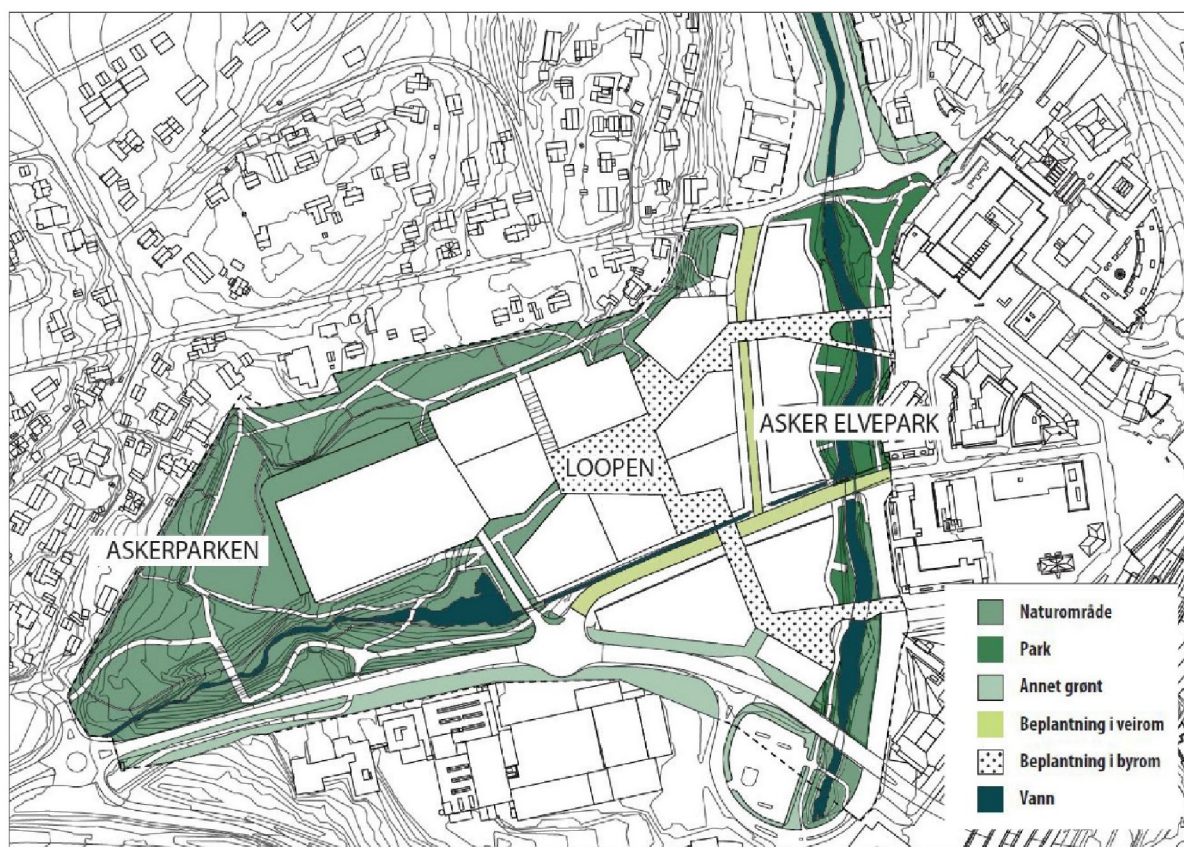 ASKER ELVEPARK
LOOPEN
ASKERPARKEN
Naturområde
Park
Annet grønt
Beplantning i veirom
Beplantning i byrom
Vann